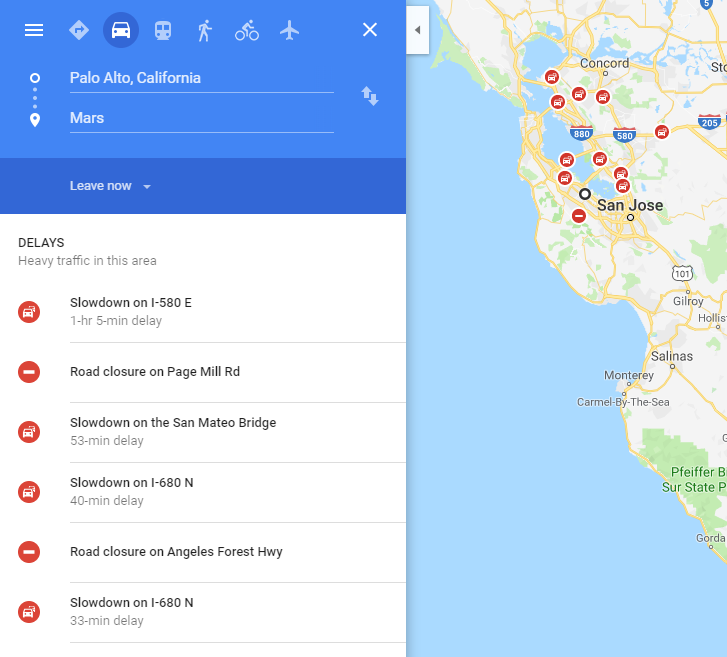 Palo Alto, California
Mars
Leave now
DELAYS
Heavy traffic in this area
Slowdown on I-580 E
1-hr 5-min delay
Road closure on Page Mill Rd
Slowdown on the San Mateo Bridge
53-min delay
Slowdown on I-680 N
40-min delay
Road closure on Angeles Forest Hwy
Slowdown on I-680 N
33-min delay
5
Concord
Sto
205
880
580
San Jose
101
Gilroy
Hollis
Salinas
Monterey
Carmel-By-The-Sea
Pfeiffer B
Sur State P
Gorda